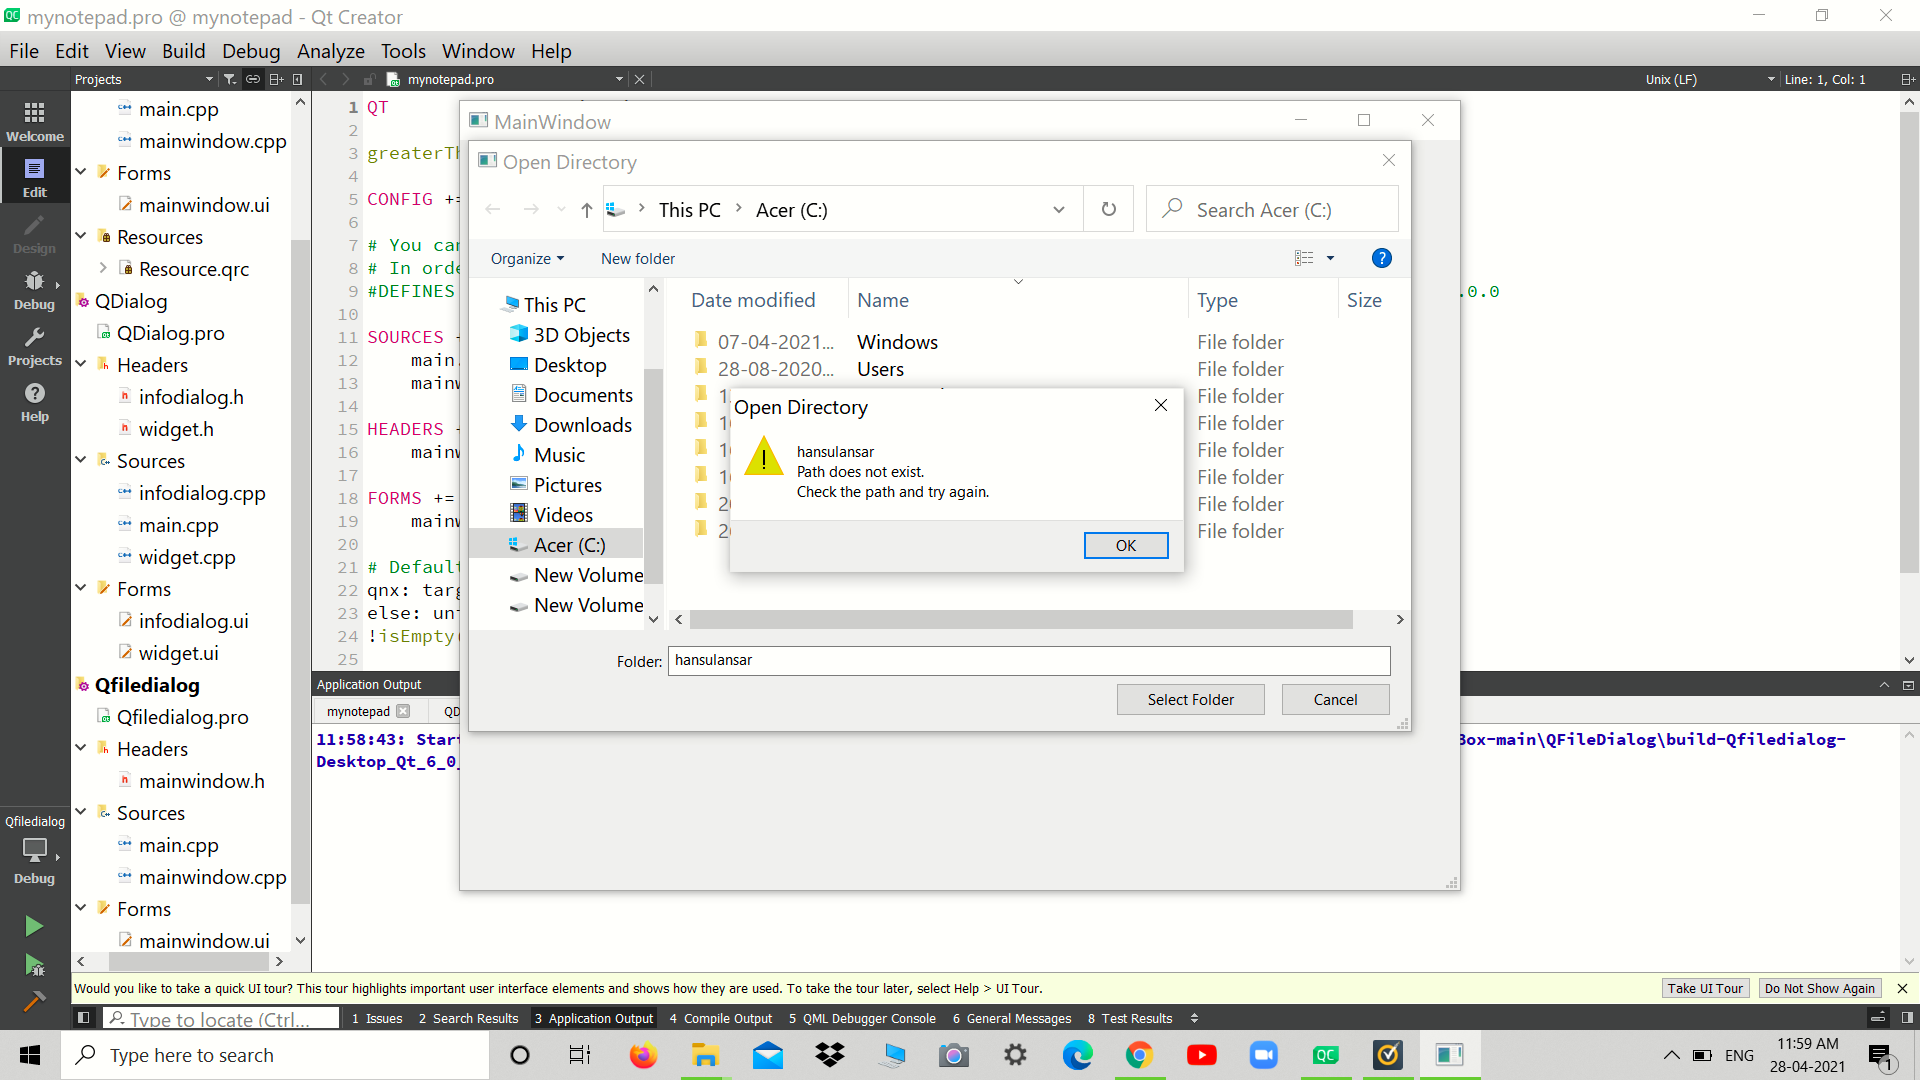 mynotepad.pro @ mynotepad - Qt Creator
File Edit View Build Debug Analyze Tools Window Help
Projects
mynotepad.pro
Unix (LF)
Line: 1, Col: 1
Welcome
Edit
Design
Debug
Projects
Help
Qfiledialog
Debug
main.cpp
mainwindow.cpp
Forms
mainwindow.ui
Resources
Resource.qrc
QDialog
QDialog.pro
Headers
infodialog.h
widget.h
Sources
infodialog.cpp
main.cpp
widget.cpp
Forms
infodialog.ui
widget.ui
Qfiledialog
Qfiledialog.pro
Headers
mainwindow.h
Sources
main.cpp
mainwindow.cpp
Forms
mainwindow.ui
1 QT
2
3 greaterTh
4
5 CONFIG +=
6
7 # You can
8 # In orde
9 #DEFINES .0.0
10
11 SOURCES
12 main.
13 mainw
14
15 HEADERS
16 mainw
17
18 FORMS +=
19 mainw
20
21 # Default
22 qnx: targ
23 else: un
24 !isEmpty(
25
MainWindow
Open Directory
This PC > Acer (C:)
Search Acer (C:)
Organize New folder
This PC
3D Objects
Desktop
Documents
Downloads
Music
Pictures
Videos
Acer (C:)
New Volume
New Volume
Date modified Name Type Size
07-04-2021... Windows File folder
28-08-2020... Users File folder
File folder
File folder
File folder
File folder
File folder
File folder
Open Directory
hansulansar
Path does not exist.
Check the path and try again.
OK
Folder: hansulansar
Select Folder Cancel
Application Output
mynotepad QD
11:58:43: Star Box-main\QFileDialog\build-Qfiledialog-
Desktop_Qt_6_0_
Would you like to take a quick UI tour? This tour highlights important user interface elements and shows how they are used. To take the tour later, select Help > UI Tour.
Take UI Tour Do Not Show Again
Type to locate (Ctrl...
1 Issues 2 Search Results 3 Application Output 4 Compile Output 5 QML Debugger Console 6 General Messages 8 Test Results
Type here to search
ENG
11:59 AM
28-04-2021
1